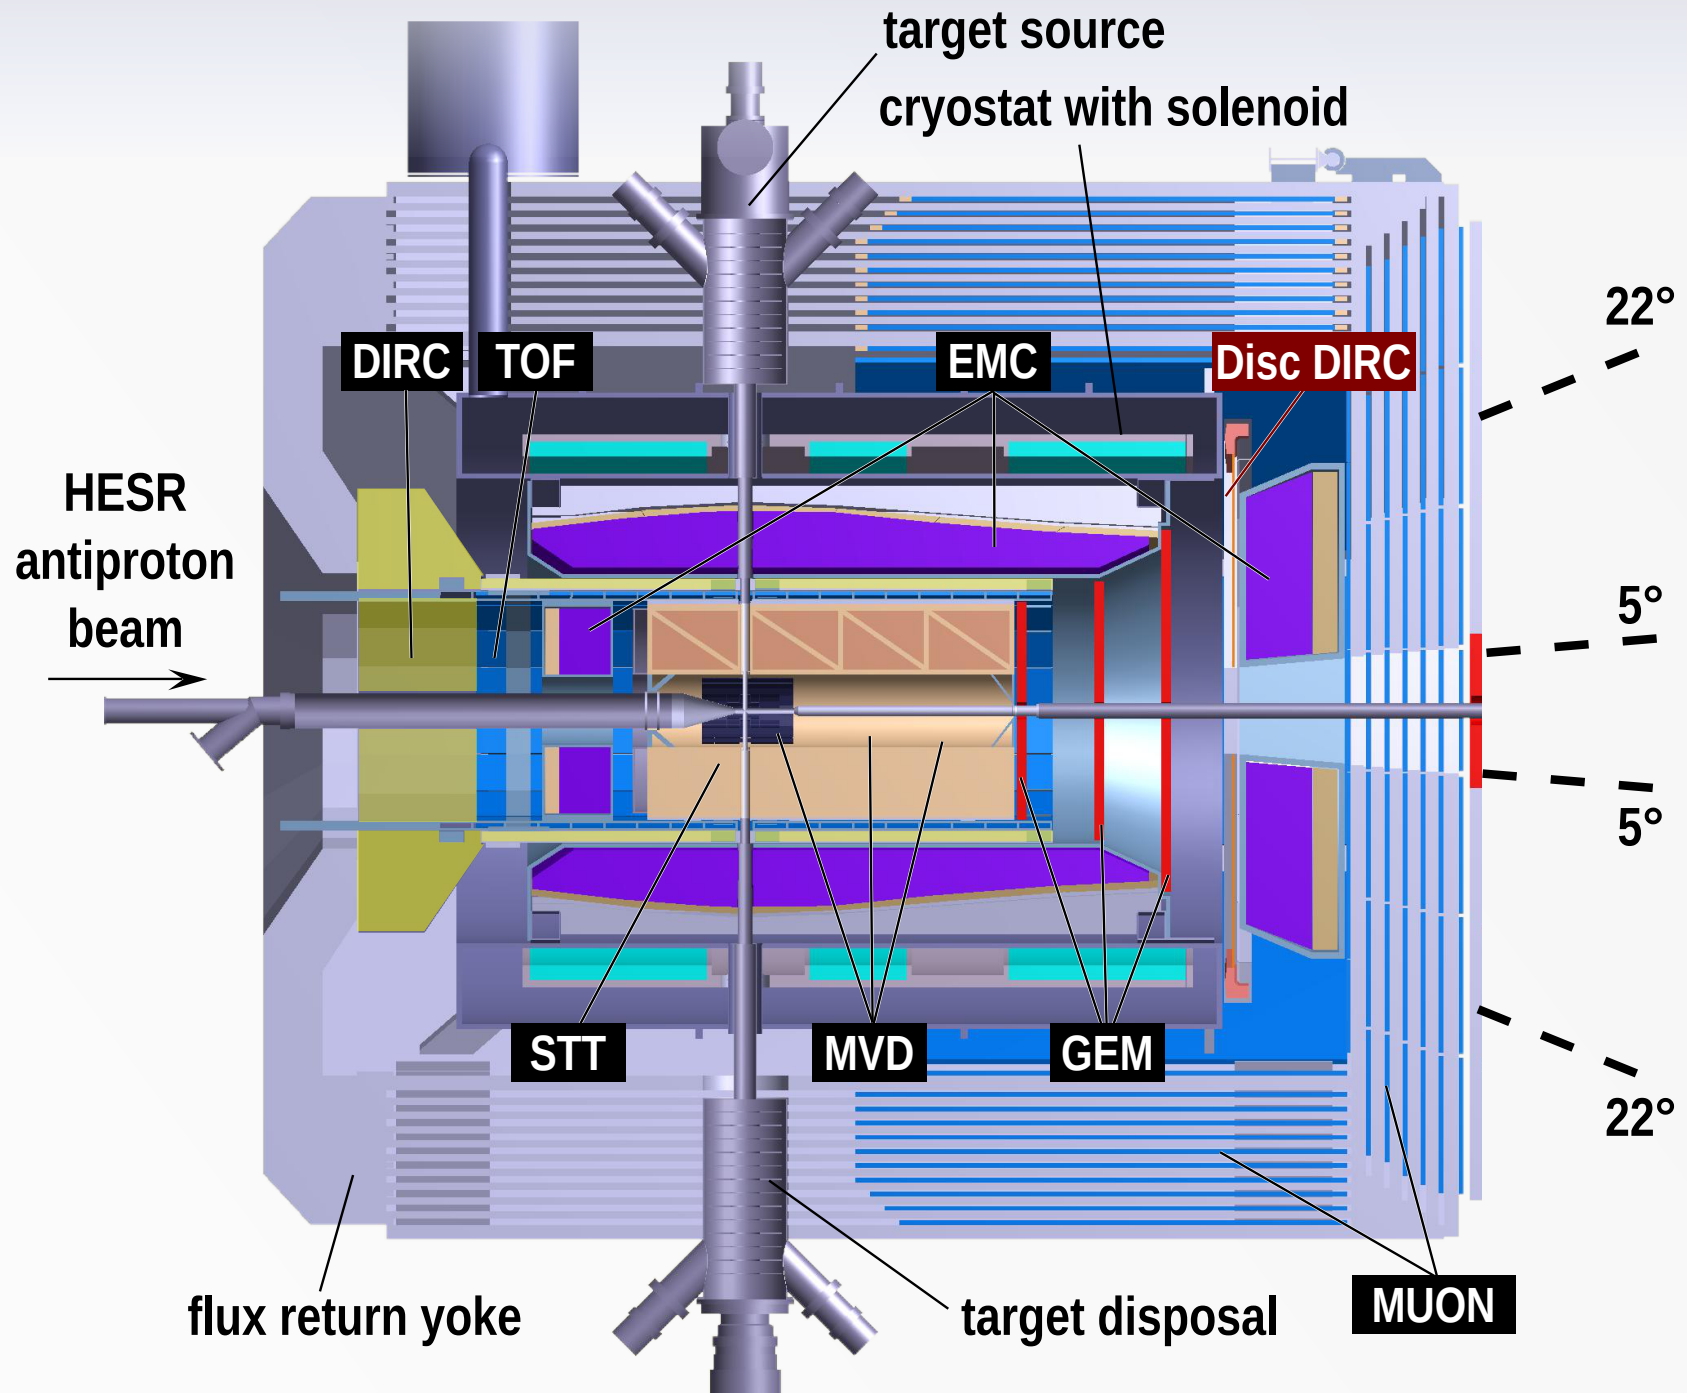 target source
cryostat with solenoid
22°
DIRC
TOF
EMC
Disc DIRC
HESR
antiproton
beam
5°
5°
STT
MVD
GEM
22°
flux return yoke
target disposal
MUON